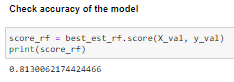 Check accuracy of the model
score_rf = best_est_rf.score(X_val, y_val)
print(score_rf)
0.8130062174424466